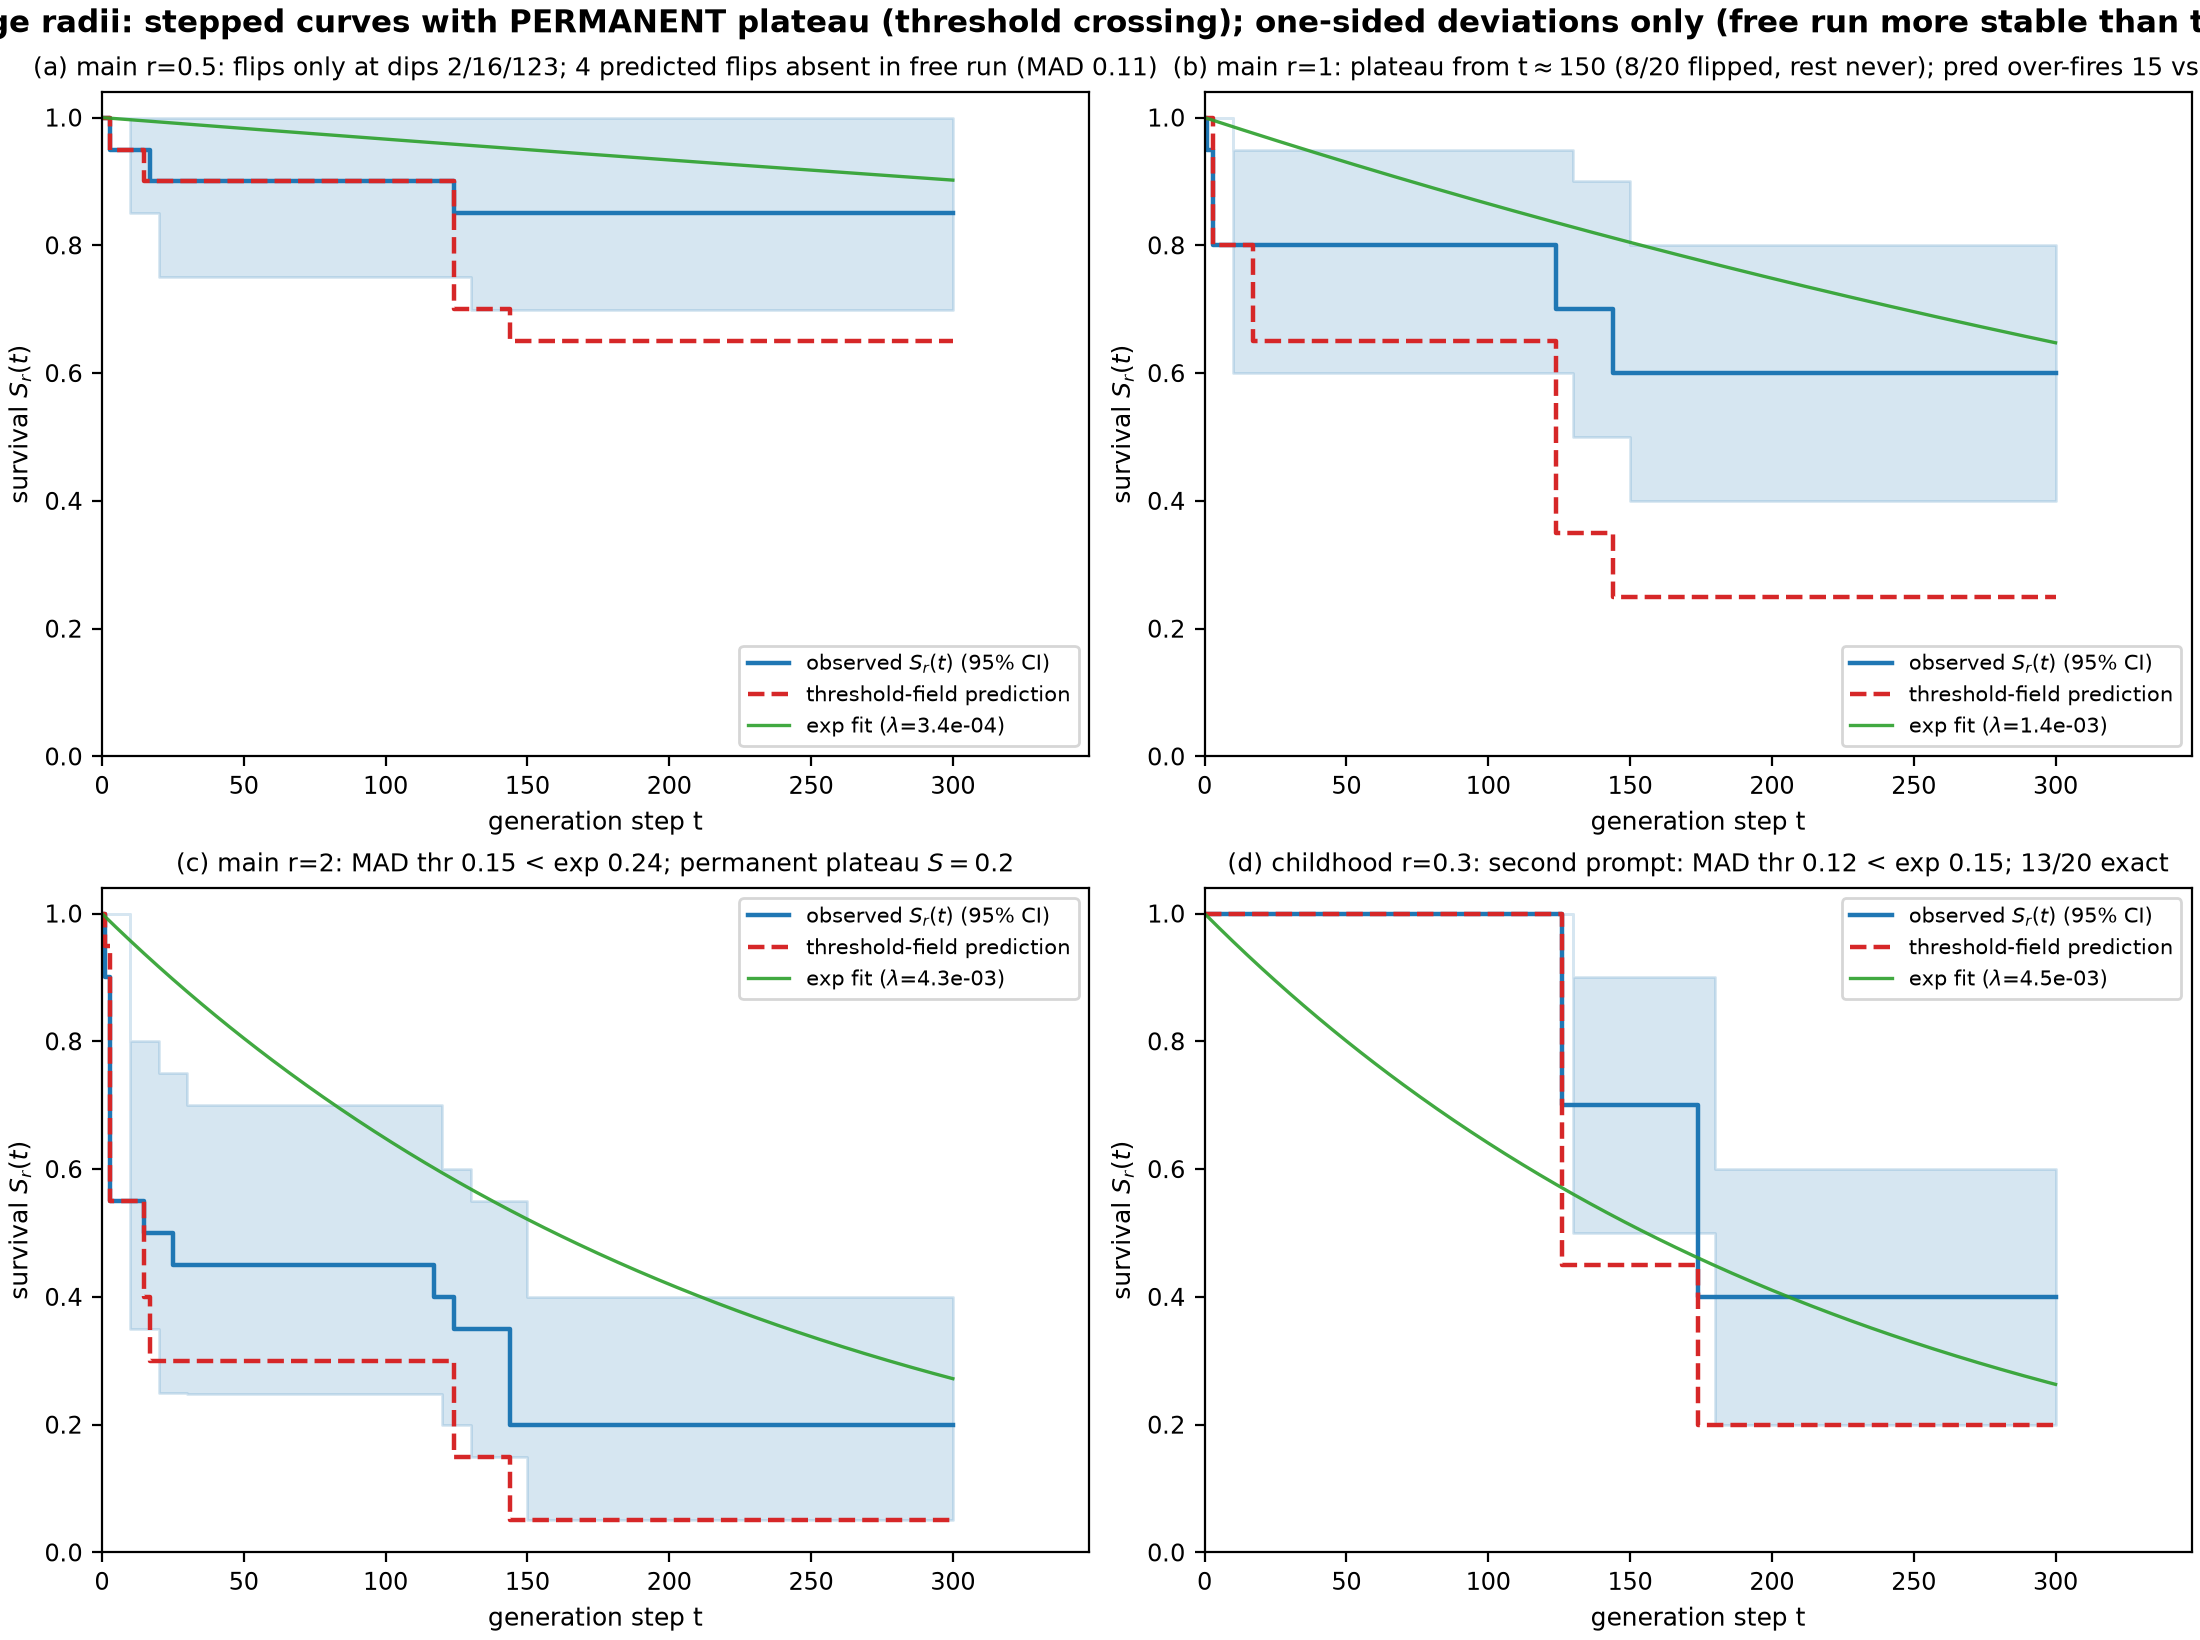 ge radii: stepped curves with PERMANENT plateau (threshold crossing); one-sided deviations only (free run more stable than t
(a) main r=0.5: flips only at dips 2/16/123; 4 predicted flips absent in free run (MAD 0.11)
1.0
0.8
0.6
0.4
0.2
0.0
survival Sᵣ(t)
observed Sᵣ(t) (95% CI)
threshold-field prediction
exp fit (λ=3.4e-04)
0 50 100 150 200 250 300
generation step t
(b) main r=1: plateau from t≈150 (8/20 flipped, rest never); pred over-fires 15 vs
1.0
0.8
0.6
0.4
0.2
0.0
survival Sᵣ(t)
observed Sᵣ(t) (95% CI)
threshold-field prediction
exp fit (λ=1.4e-03)
0 50 100 150 200 250 300
generation step t
(c) main r=2: MAD thr 0.15 < exp 0.24; permanent plateau S = 0.2
1.0
0.8
0.6
0.4
0.2
0.0
survival Sᵣ(t)
observed Sᵣ(t) (95% CI)
threshold-field prediction
exp fit (λ=4.3e-03)
0 50 100 150 200 250 300
generation step t
(d) childhood r=0.3: second prompt: MAD thr 0.12 < exp 0.15; 13/20 exact
1.0
0.8
0.6
0.4
0.2
0.0
survival Sᵣ(t)
observed Sᵣ(t) (95% CI)
threshold-field prediction
exp fit (λ=4.5e-03)
0 50 100 150 200 250 300
generation step t